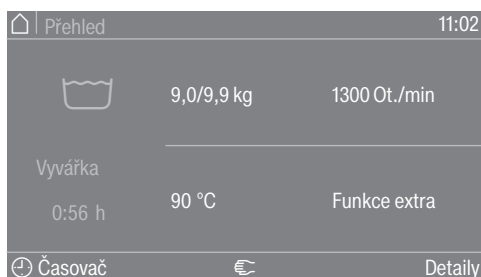 Přehled 11:02
9,0/9,9 kg 1300 Ot./min
Vyvářka
0:56 h
90 °C Funkce extra
Časovač Detaily